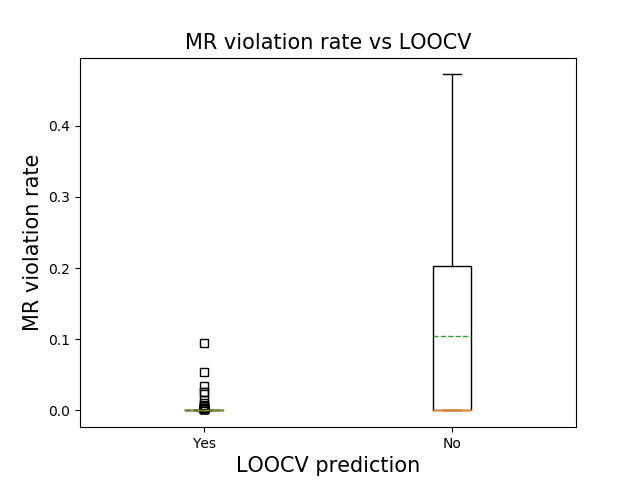 MR violation rate vs LOOCV
MR violation rate
0.4
0.3
0.2
0.1
0.0
Yes
No
LOOCV prediction